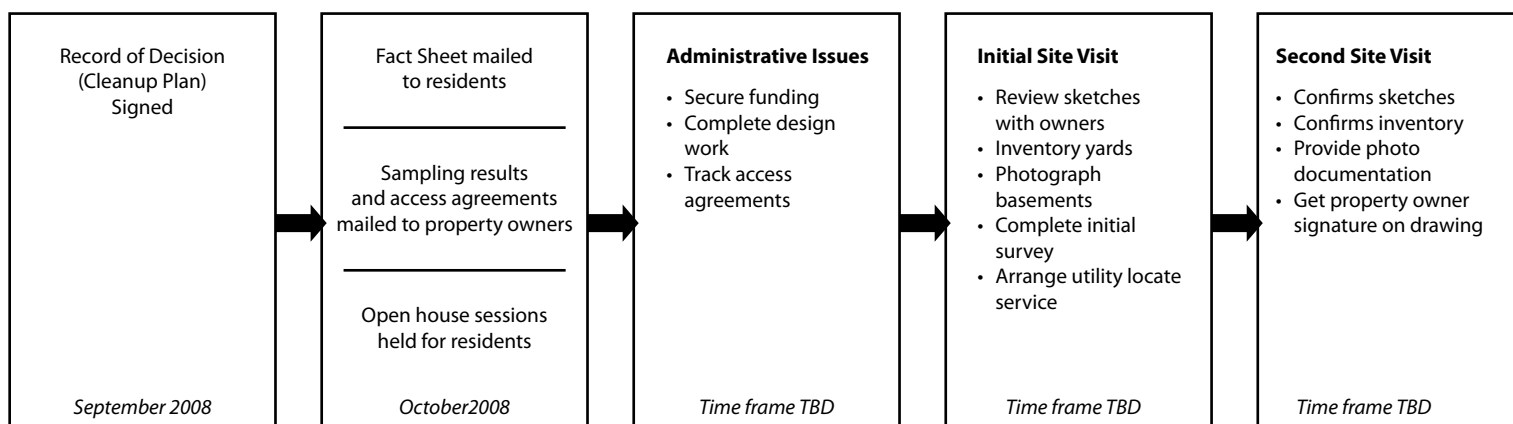 Record of Decision
(Cleanup Plan)
Signed
September 2008
Fact Sheet mailed
to residents
Sampling results
and access agreements
mailed to property owners
Open house sessions
held for residents
October2008
Administrative Issues
• Secure funding
• Complete design
work
• Track access
agreements
Time frame TBD
Initial Site Visit
• Review sketches
with owners
• Inventory yards
• Photograph
basements
• Complete initial
survey
• Arrange utility locate
service
Time frame TBD
Second Site Visit
• Confirms sketches
• Confirms inventory
• Provide photo
documentation
• Get property owner
signature on drawing
Time frame TBD